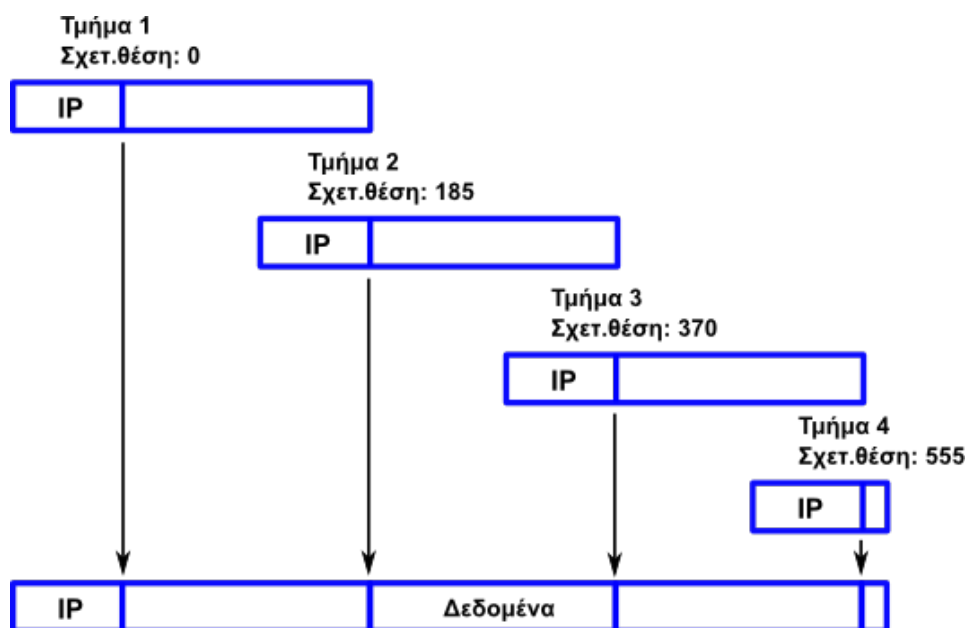 Τμήμα 1
Σχετ.θέση: 0
IP
Τμήμα 2
Σχετ.θέση: 185
IP
Τμήμα 3
Σχετ.θέση: 370
IP
Τμήμα 4
Σχετ.θέση: 555
IP
IP
Δεδομένα